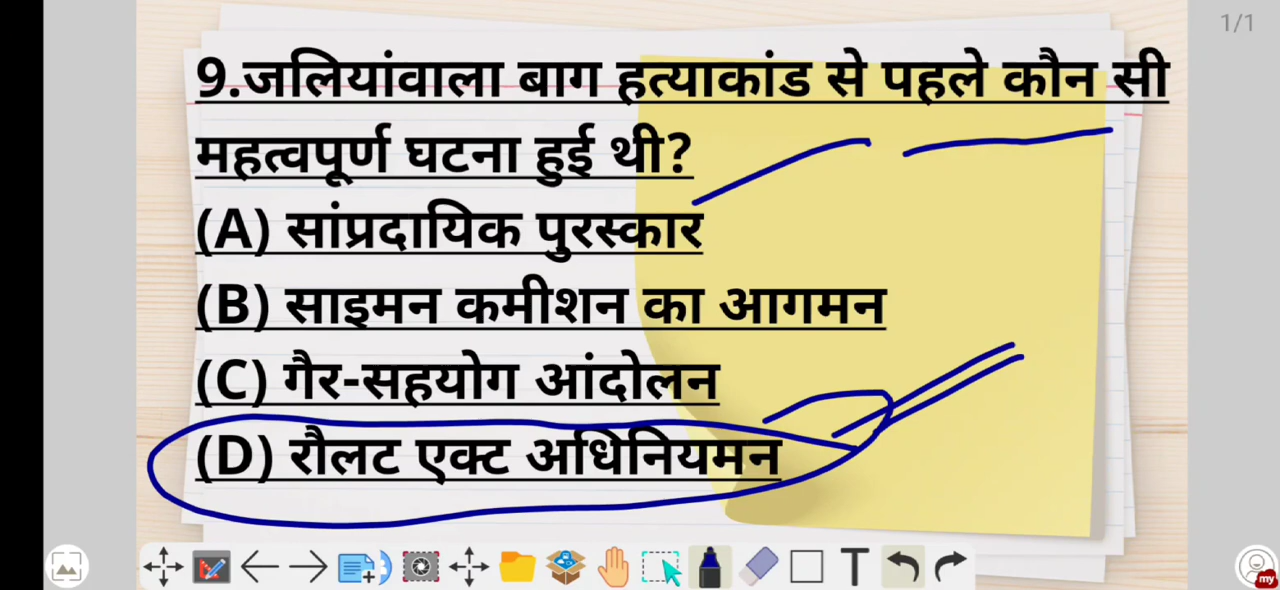 1/1
9.जलियांवाला बाग हत्याकांड से पहले कौन सी
महत्वपूर्ण घटना हुई थी?
(A) सांप्रदायिक पुरस्कार
(B) साइमन कमीशन का आगमन
(C) गैर-सहयोग आंदोलन
(D) रौलट एक्ट अधिनियमन
T
my